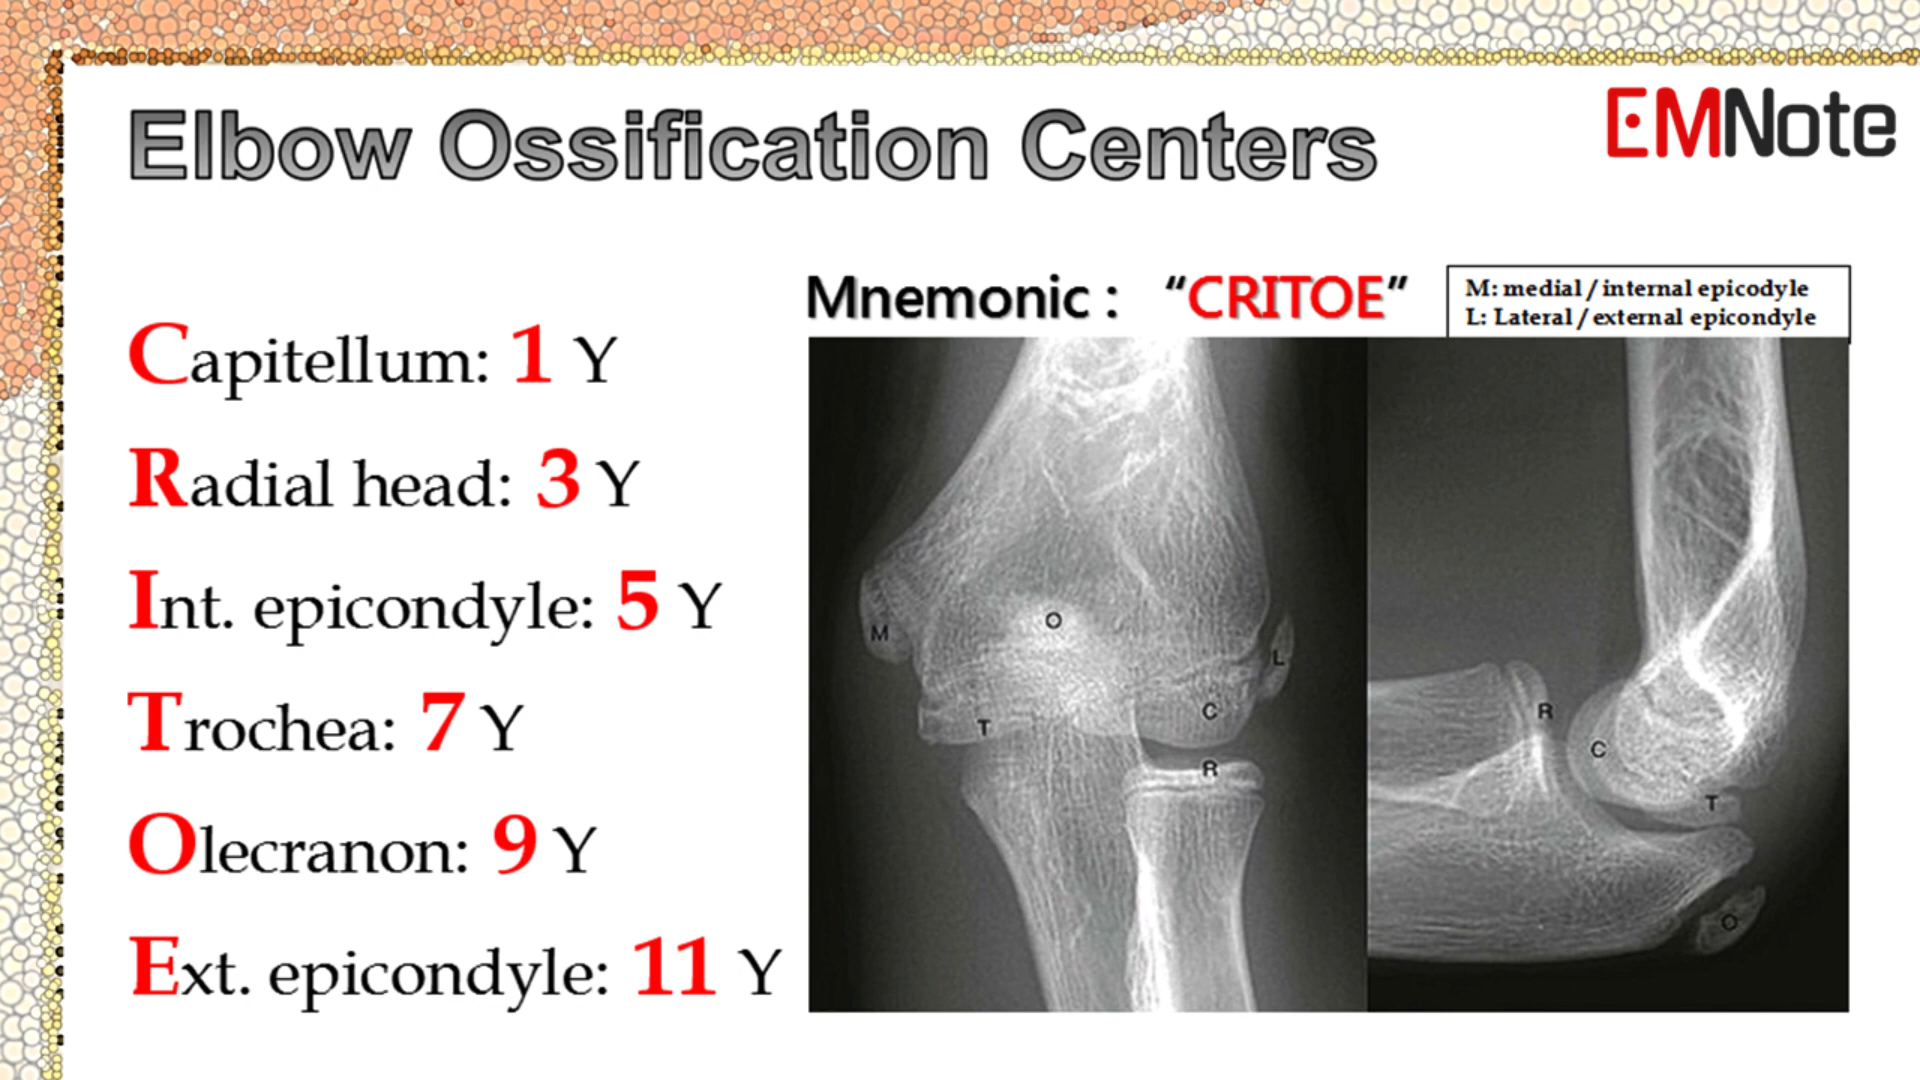 Elbow Ossification Centers
EMNote
Mnemonic : “CRITOE”
M: medial / internal epicodyle
L: Lateral / external epicondyle
Capitellum: 1 Y
Radial head: 3 Y
Int. epicondyle: 5 Y
Trochea: 7 Y
Olecranon: 9 Y
Ext. epicondyle: 11 Y
O
M
L
C
T
R
R
C
T
O